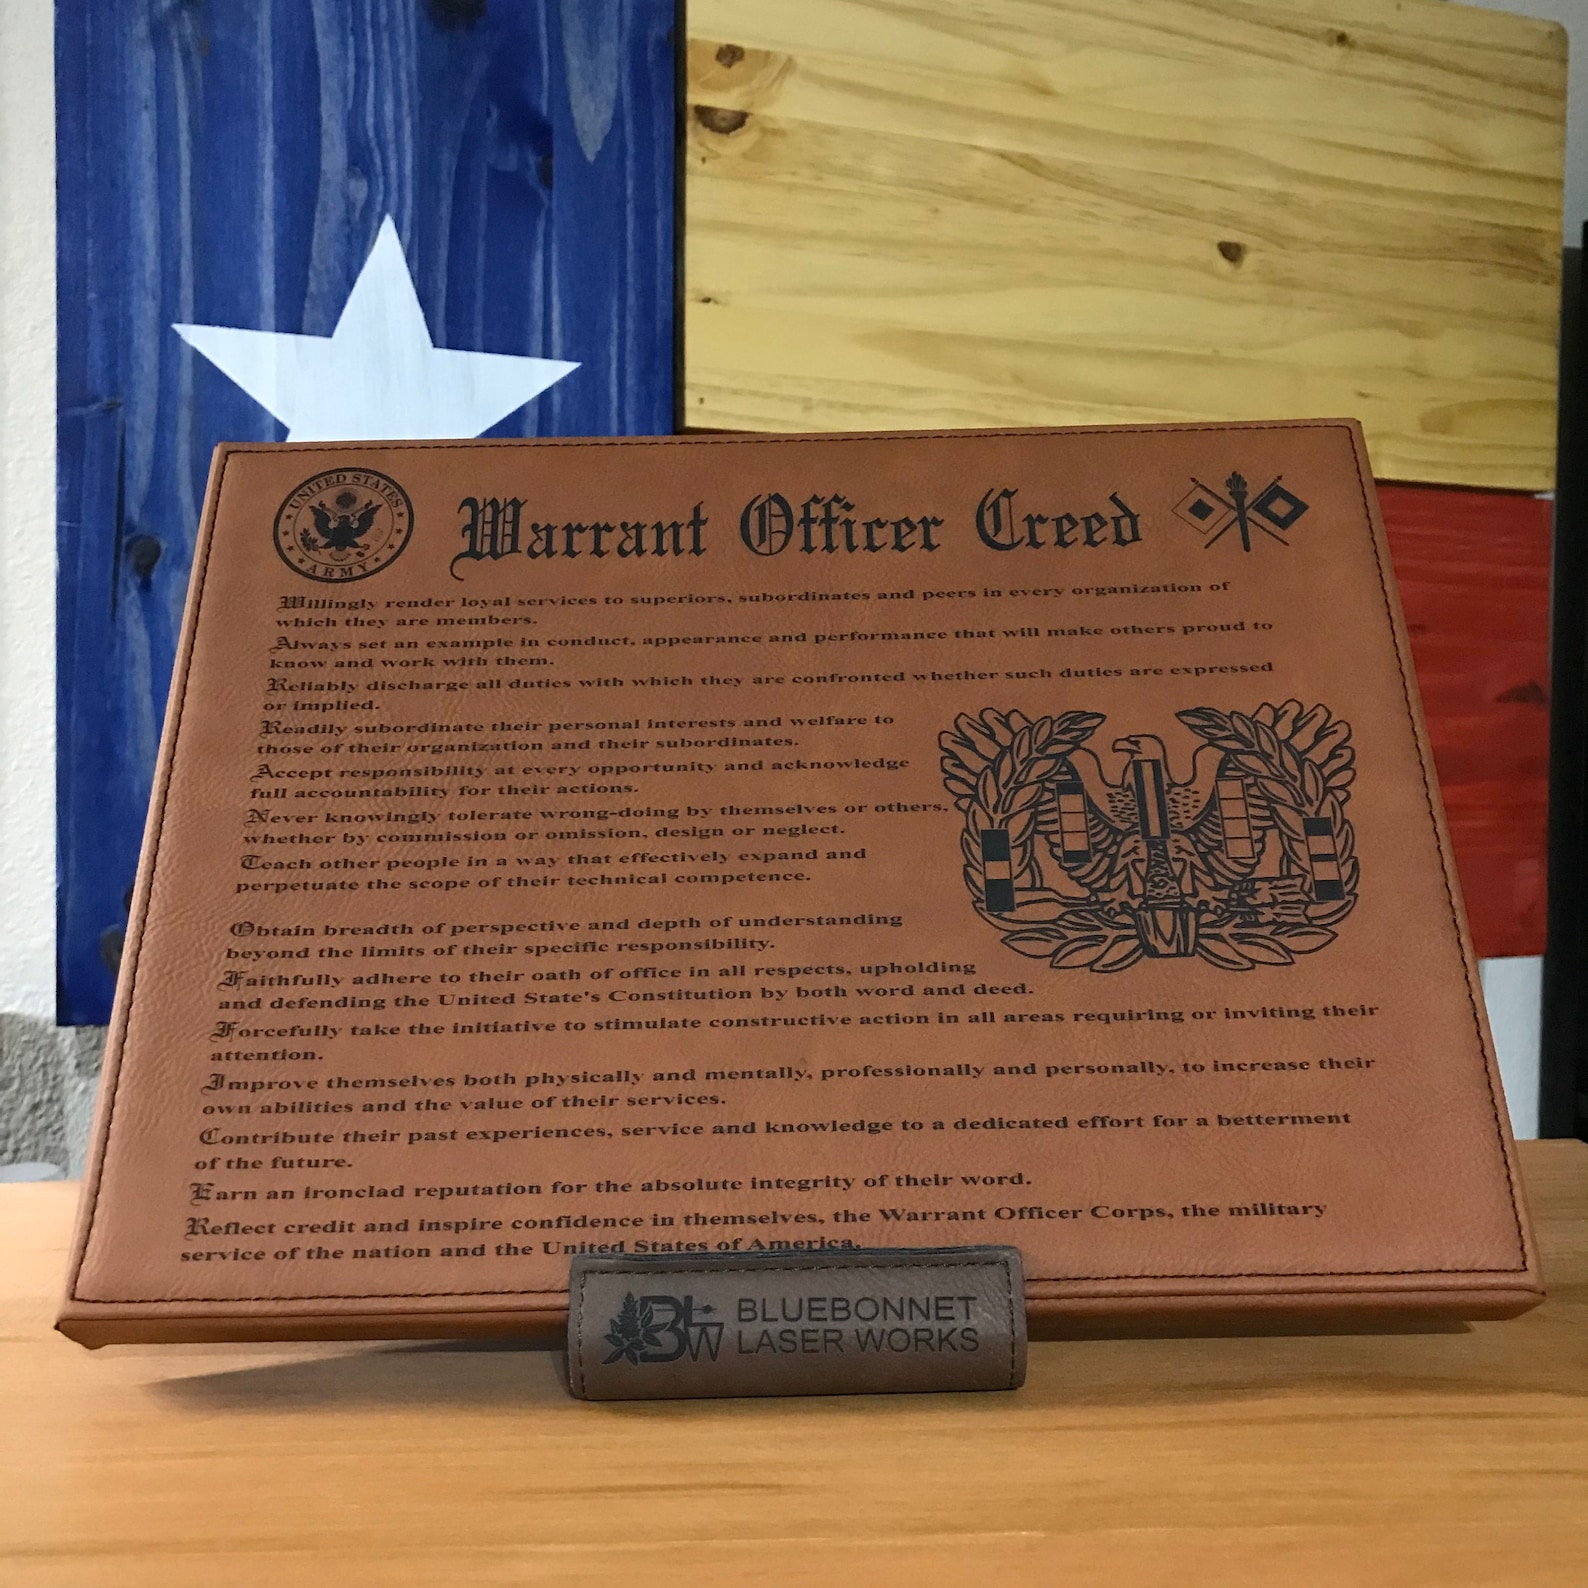 UNITED STATES
ARMY
Warrant Officer Creed
Willingly render loyal services to superiors, subordinates and peers in every organization of
which they are members.
Always set an example in conduct, appearance and performance that will make others proud to
know and work with them.
Reliably discharge all duties with which they are confronted whether such duties are expressed
or implied.
Readily subordinate their personal interests and welfare to
those of their organization and their subordinates.
Accept responsibility at every opportunity and acknowledge
full accountability for their actions.
Never knowingly tolerate wrong-doing by themselves or others,
whether by commission or omission, design or neglect.
Teach other people in a way that effectively expand and
perpetuate the scope of their technical competence.
Obtain breadth of perspective and depth of understanding
beyond the limits of their specific responsibility.
Faithfully adhere to their oath of office in all respects, upholding
and defending the United State's Constitution by both word and deed.
Forcefully take the initiative to stimulate constructive action in all areas requiring or inviting their
attention.
Improve themselves both physically and mentally, professionally and personally, to increase their
own abilities and the value of their services.
Contribute their past experiences, service and knowledge to a dedicated effort for a betterment
of the future.
Earn an ironclad reputation for the absolute integrity of their word.
Reflect credit and inspire confidence in themselves, the Warrant Officer Corps, the military
service of the nation and the United States of America.
BLW
BLUEBONNET
LASER WORKS